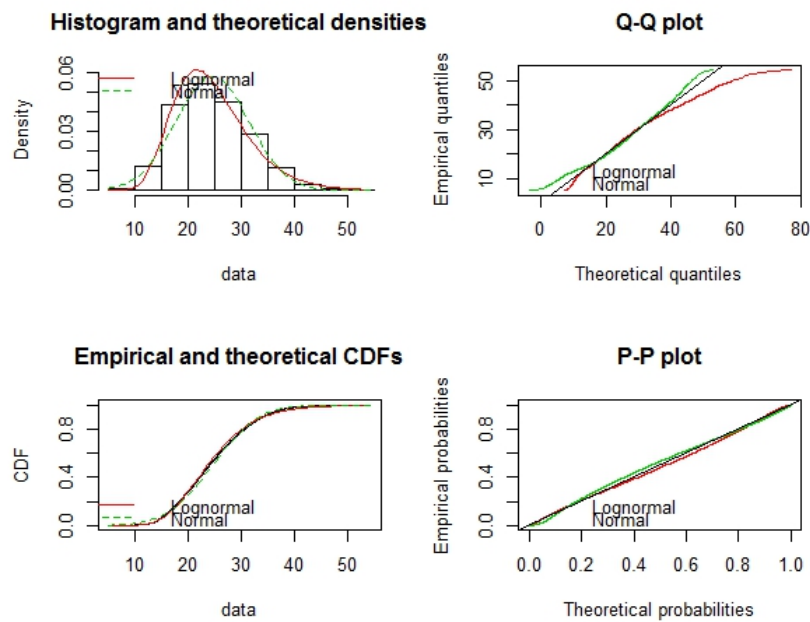 Histogram and theoretical densities
Density
0.00
0.03
0.06
Lognormal
Normal
10 20 30 40 50
data
Q-Q plot
Empirical quantiles
10
30
50
Lognormal
Normal
0 20 40 60 80
Theoretical quantiles
Empirical and theoretical CDFs
CDF
0.0
0.4
0.8
Lognormal
Normal
10 20 30 40 50
data
P-P plot
Empirical probabilities
0.0
0.4
0.8
Lognormal
Normal
0.0 0.2 0.4 0.6 0.8 1.0
Theoretical probabilities